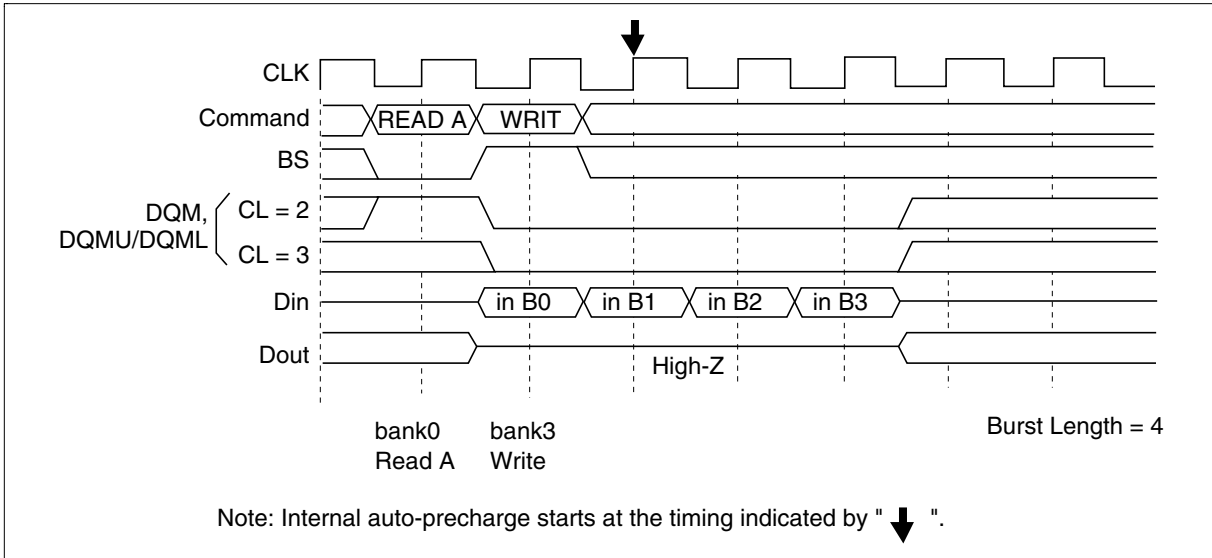 CLK
Command READ A WRIT
BS
DQM,
DQMU/DQML
CL = 2
CL = 3
Din in B0 in B1 in B2 in B3
Dout High-Z
bank0 bank3 Burst Length = 4
Read A Write
Note: Internal auto-precharge starts at the timing indicated by " ".